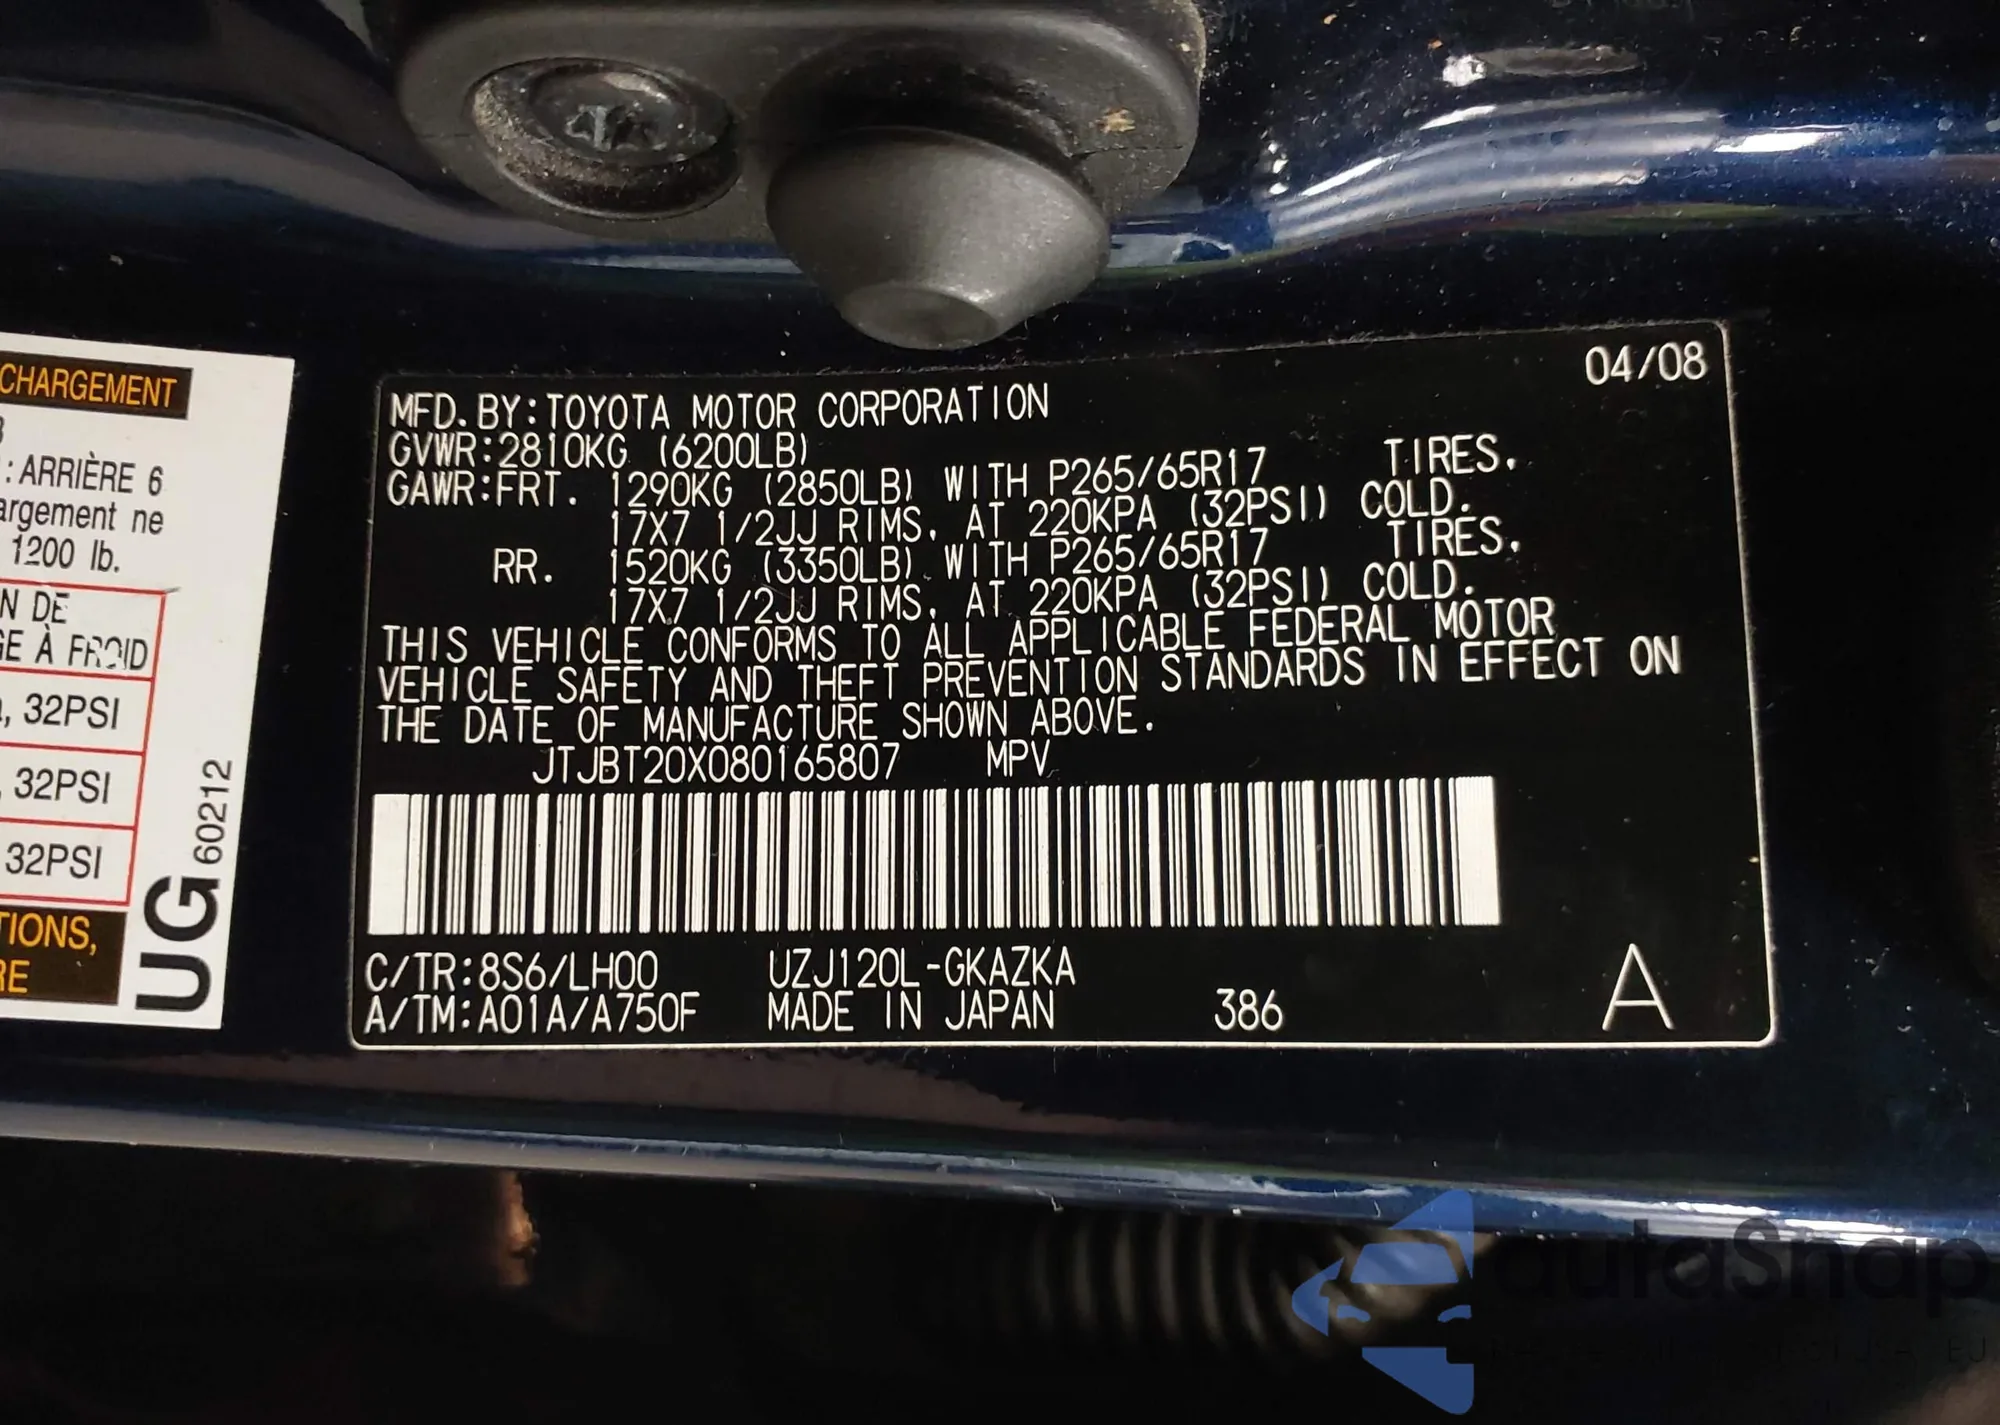 CHARGEMENT
: ARRIÈRE 6
argement ne
1200 lb.
N DE
GE À FROID
, 32PSI
, 32PSI
32PSI
TIONS,
RE
UG 60212
04/08
MFD.BY:TOYOTA MOTOR CORPORATION
GVWR:2810KG (6200LB)
GAWR:FRT. 1290KG (2850LB) WITH P265/65R17 TIRES,
17X7 1/2JJ RIMS, AT 220KPA (32PSI) COLD.
RR. 1520KG (3350LB) WITH P265/65R17 TIRES,
17X7 1/2JJ RIMS, AT 220KPA (32PSI) COLD.
THIS VEHICLE CONFORMS TO ALL APPLICABLE FEDERAL MOTOR
VEHICLE SAFETY AND THEFT PREVENTION STANDARDS IN EFFECT ON
THE DATE OF MANUFACTURE SHOWN ABOVE.
JTJBT20X080165807 MPV
C/TR:8S6/LH00 UZJ120L-GKAZKA
A/TM:A01A/A750F MADE IN JAPAN 386 A
autaSnap